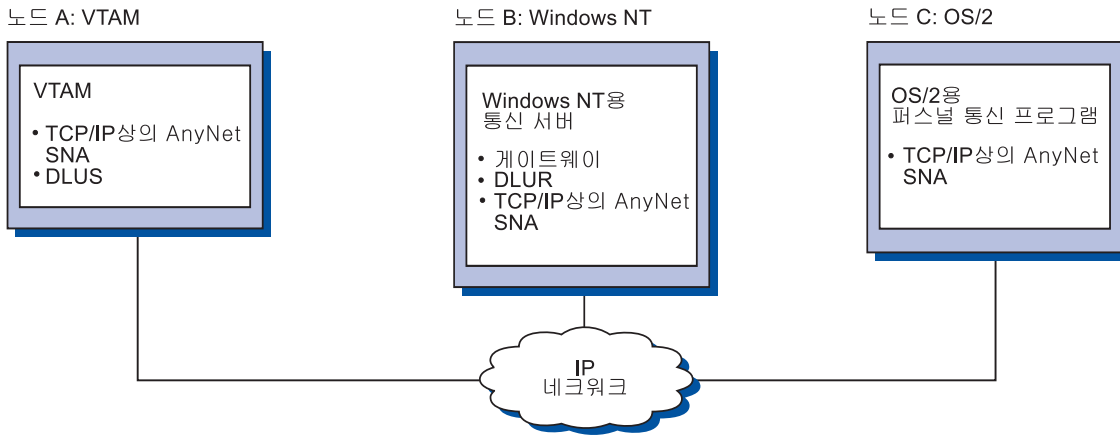 노드 A: VTAM
노드 B: Windows NT
노드 C: OS/2
VTAM
• TCP/IP상의 AnyNet
SNA
• DLUS
Windows NT용
통신 서버
• 게이트웨이
• DLUR
• TCP/IP상의 AnyNet
SNA
OS/2용
퍼스널 통신 프로그램
• TCP/IP상의 AnyNet
SNA
IP
네크워크